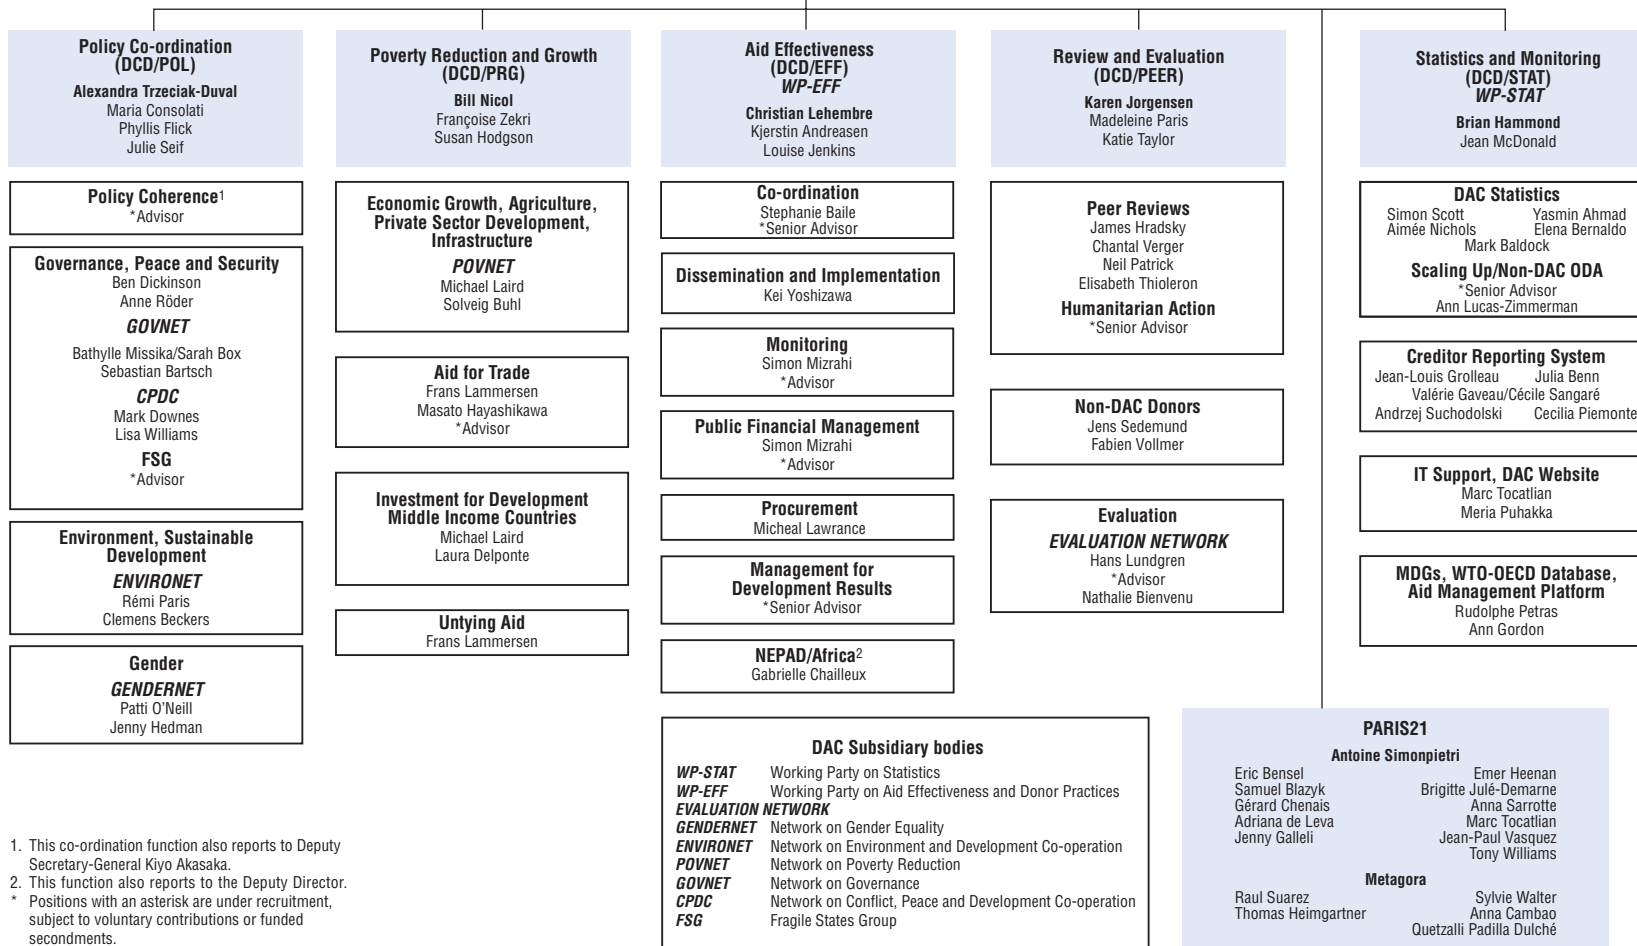 Policy Co-ordination
(DCD/POL)
Alexandra Trzeciak-Duval
Maria Consolati
Phyllis Flick
Julie Seif
Policy Coherence1
*Advisor
Governance, Peace and Security
Ben Dickinson
Anne Röder
GOVNET
Bathylle Missika/Sarah Box
Sebastian Bartsch
CPDC
Mark Downes
Lisa Williams
FSG
*Advisor
Environment, Sustainable
Development
ENVIRONET
Rémi Paris
Clemens Beckers
Gender
GENDERNET
Patti O'Neill
Jenny Hedman
Poverty Reduction and Growth
(DCD/PRG)
Bill Nicol
Françoise Zekri
Susan Hodgson
Economic Growth, Agriculture,
Private Sector Development,
Infrastructure
POVNET
Michael Laird
Solveig Buhl
Aid for Trade
Frans Lammersen
Masato Hayashikawa
*Advisor
Investment for Development
Middle Income Countries
Michael Laird
Laura Delponte
Untying Aid
Frans Lammersen
Aid Effectiveness
(DCD/EFF)
WP-EFF
Christian Lehembre
Kjerstin Andreasen
Louise Jenkins
Co-ordination
Stephanie Baile
*Senior Advisor
Dissemination and Implementation
Kei Yoshizawa
Monitoring
Simon Mizrahi
*Advisor
Public Financial Management
Simon Mizrahi
*Advisor
Procurement
Micheal Lawrance
Management for
Development Results
*Senior Advisor
NEPAD/Africa2
Gabrielle Chailleux
Review and Evaluation
(DCD/PEER)
Karen Jorgensen
Madeleine Paris
Katie Taylor
Peer Reviews
James Hradsky
Chantal Verger
Neil Patrick
Elisabeth Thioleron
Humanitarian Action
*Senior Advisor
Non-DAC Donors
Jens Sedemund
Fabien Vollmer
Evaluation
EVALUATION NETWORK
Hans Lundgren
*Advisor
Nathalie Bienvenu
Statistics and Monitoring
(DCD/STAT)
WP-STAT
Brian Hammond
Jean McDonald
DAC Statistics
Simon Scott Yasmin Ahmad
Aimée Nichols Elena Bernaldo
Mark Baldock
Scaling Up/Non-DAC ODA
*Senior Advisor
Ann Lucas-Zimmerman
Creditor Reporting System
Jean-Louis Grolleau Julia Benn
Valérie Gaveau/Cécile Sangaré
Andrzej Suchodolski Cecilia Piemonte
IT Support, DAC Website
Marc Tocatlian
Meria Puhakka
MDGs, WTO-OECD Database,
Aid Management Platform
Rudolphe Petras
Ann Gordon
DAC Subsidiary bodies
WP-STAT Working Party on Statistics
WP-EFF Working Party on Aid Effectiveness and Donor Practices
EVALUATION NETWORK
GENDERNET Network on Gender Equality
ENVIRONET Network on Environment and Development Co-operation
POVNET Network on Poverty Reduction
GOVNET Network on Governance
CPDC Network on Conflict, Peace and Development Co-operation
FSG Fragile States Group
PARIS21
Antoine Simonpietri
Eric Bensel Emer Heenan
Samuel Blazyk Brigitte Julé-Demarne
Gérard Chenais Anna Sarrotte
Adriana de Leva Marc Tocatlian
Jenny Galleli Jean-Paul Vasquez
Tony Williams
Metagora
Raul Suarez Sylvie Walter
Thomas Heimgartner Anna Cambao
Quetzalli Padilla Dulché
1. This co-ordination function also reports to Deputy
Secretary-General Kiyo Akasaka.
2. This function also reports to the Deputy Director.
* Positions with an asterisk are under recruitment,
subject to voluntary contributions or funded
secondments.